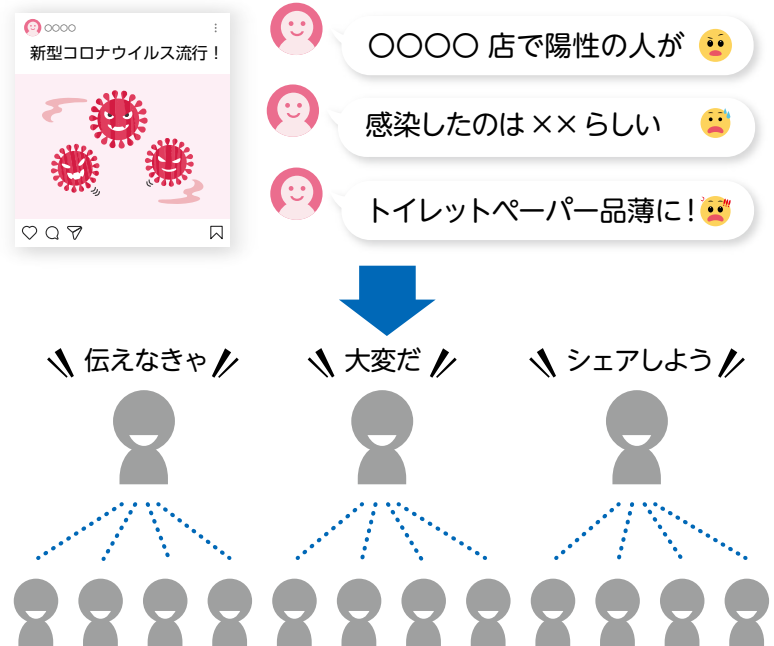 ○○○○
新型コロナウイルス流行！
○○○○ 店で陽性の人が
感染したのは ×× らしい
トイレットペーパー品薄に！
伝えなきゃ
大変だ
シェアしよう